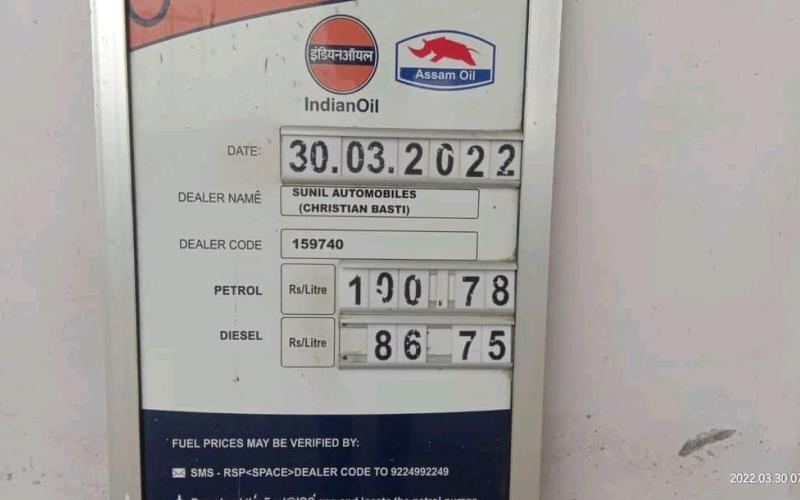 इंडियनऑयल
IndianOil
Assam Oil
DATE: 30.03.2022
DEALER NAME SUNIL AUTOMOBILES
(CHRISTIAN BASTI)
DEALER CODE 159740
PETROL Rs/Litre 100.78
DIESEL Rs/Litre 86 75
FUEL PRICES MAY BE VERIFIED BY:
SMS - RSP<SPACE>DEALER CODE TO 9224992249
2022.03.30